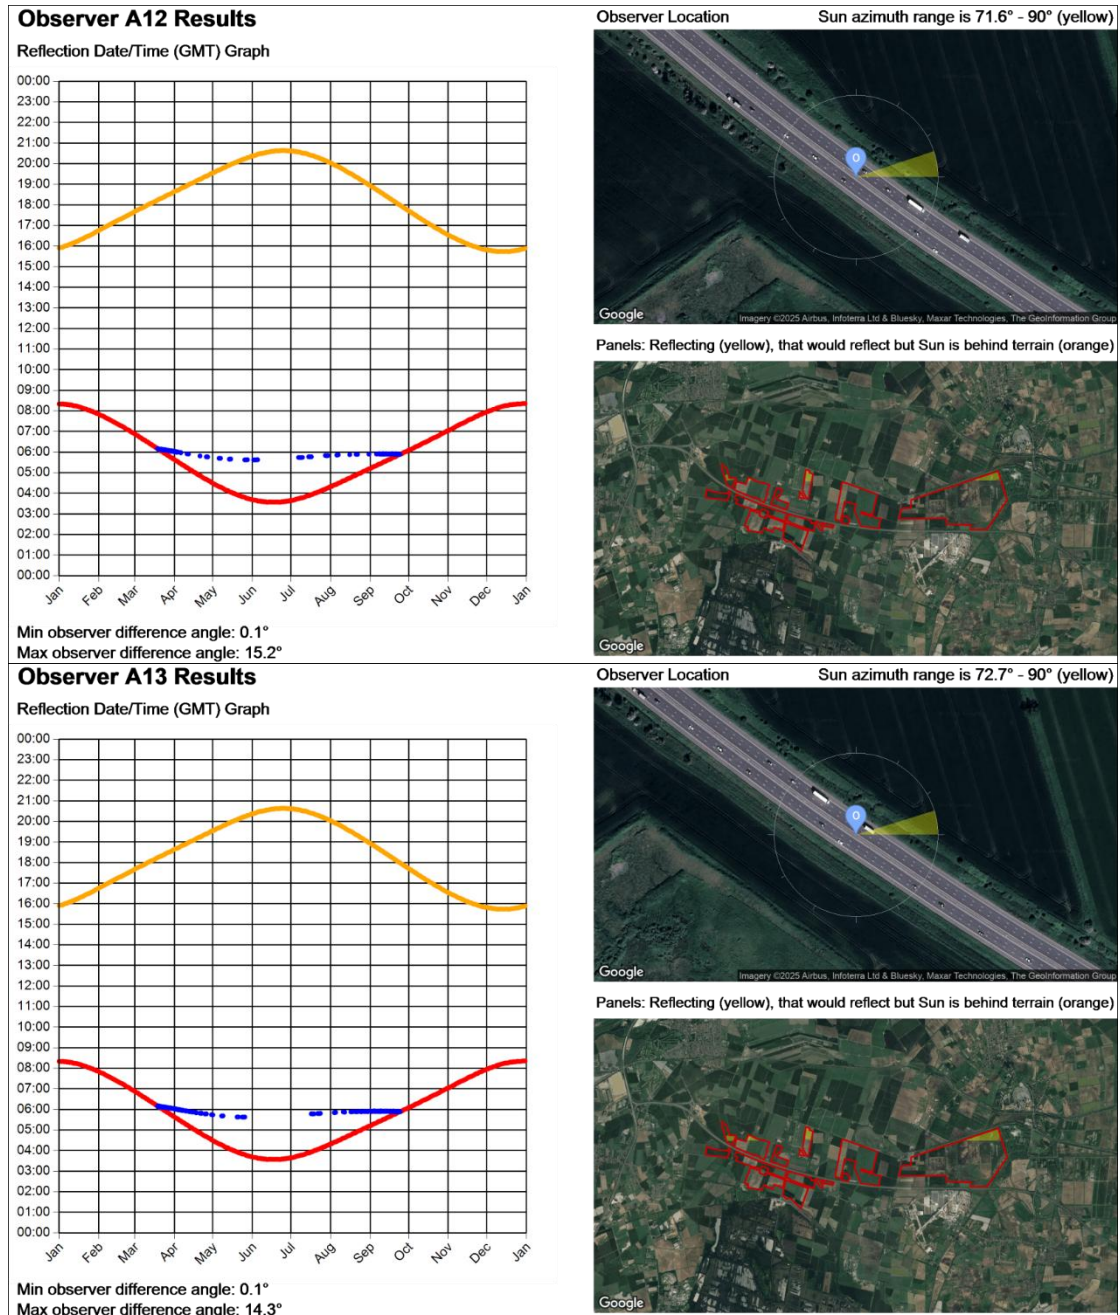 Observer A12 Results
Reflection Date/Time (GMT) Graph
00:00
23:00
22:00
21:00
20:00
19:00
18:00
17:00
16:00
15:00
14:00
13:00
12:00
11:00
10:00
09:00
08:00
07:00
06:00
05:00
04:00
03:00
02:00
01:00
00:00
Jan Feb Mar Apr May Jun Jul Aug Sep Oct Nov Dec Jan
Min observer difference angle: 0.1°
Max observer difference angle: 15.2°
Observer Location Sun azimuth range is 71.6° - 90° (yellow)
O
Google Imagery ©2025 Airbus, Infoterra Ltd & Bluesky, Maxar Technologies, The GeoInformation Group
Panels: Reflecting (yellow), that would reflect but Sun is behind terrain (orange)
Google
Observer A13 Results
Reflection Date/Time (GMT) Graph
00:00
23:00
22:00
21:00
20:00
19:00
18:00
17:00
16:00
15:00
14:00
13:00
12:00
11:00
10:00
09:00
08:00
07:00
06:00
05:00
04:00
03:00
02:00
01:00
00:00
Jan Feb Mar Apr May Jun Jul Aug Sep Oct Nov Dec Jan
Min observer difference angle: 0.1°
Max observer difference angle: 14.3°
Observer Location Sun azimuth range is 72.7° - 90° (yellow)
O
Google Imagery ©2025 Airbus, Infoterra Ltd & Bluesky, Maxar Technologies, The GeoInformation Group
Panels: Reflecting (yellow), that would reflect but Sun is behind terrain (orange)
Google